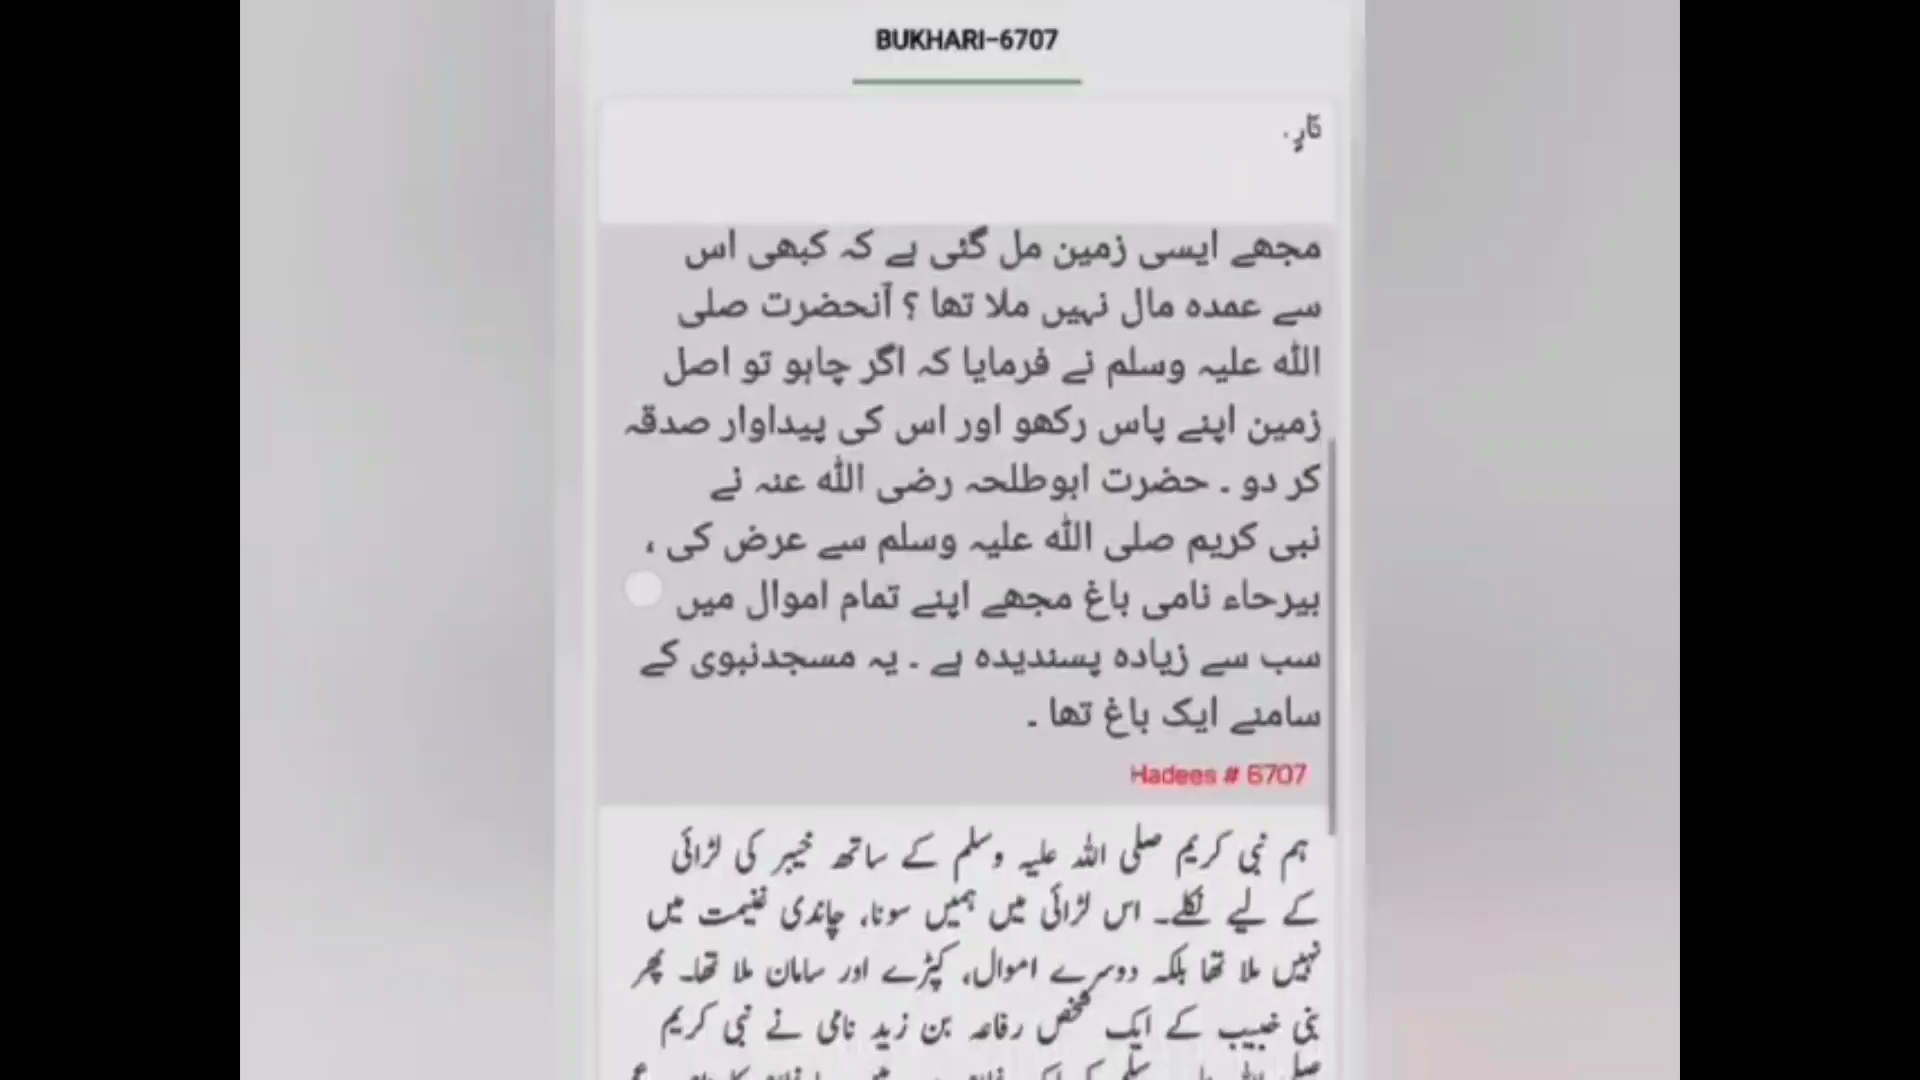 BUKHARI-6707
نَارٍ.
مجھے ایسی زمین مل گئی ہے کہ کبھی اس
سے عمدہ مال نہیں ملا تھا ؟ آنحضرت صلی
اللّٰہ علیہ وسلم نے فرمایا کہ اگر چاہو تو اصل
زمین اپنے پاس رکھو اور اس کی پیداوار صدقہ
کر دو ۔ حضرت ابوطلحہ رضی اللّٰہ عنہ نے
نبی کریم صلی اللّٰہ علیہ وسلم سے عرض کی ،
بیرحاء نامی باغ مجھے اپنے تمام اموال میں
سب سے زیادہ پسندیدہ ہے ۔ یہ مسجدنبوی کے
سامنے ایک باغ تھا ۔
Hadees # 6707
ہم نبی کریم صلی اللہ علیہ وسلم کے ساتھ خیبر کی لڑائی
کے لیے نکلے۔ اس لڑائی میں ہمیں سونا، چاندی غنیمت میں
نہیں ملا تھا بلکہ دوسرے اموال، کپڑے اور سامان ملا تھا۔ پھر
بنی خبیب کے ایک شخص رفاعہ بن زید نامی نے نبی کریم